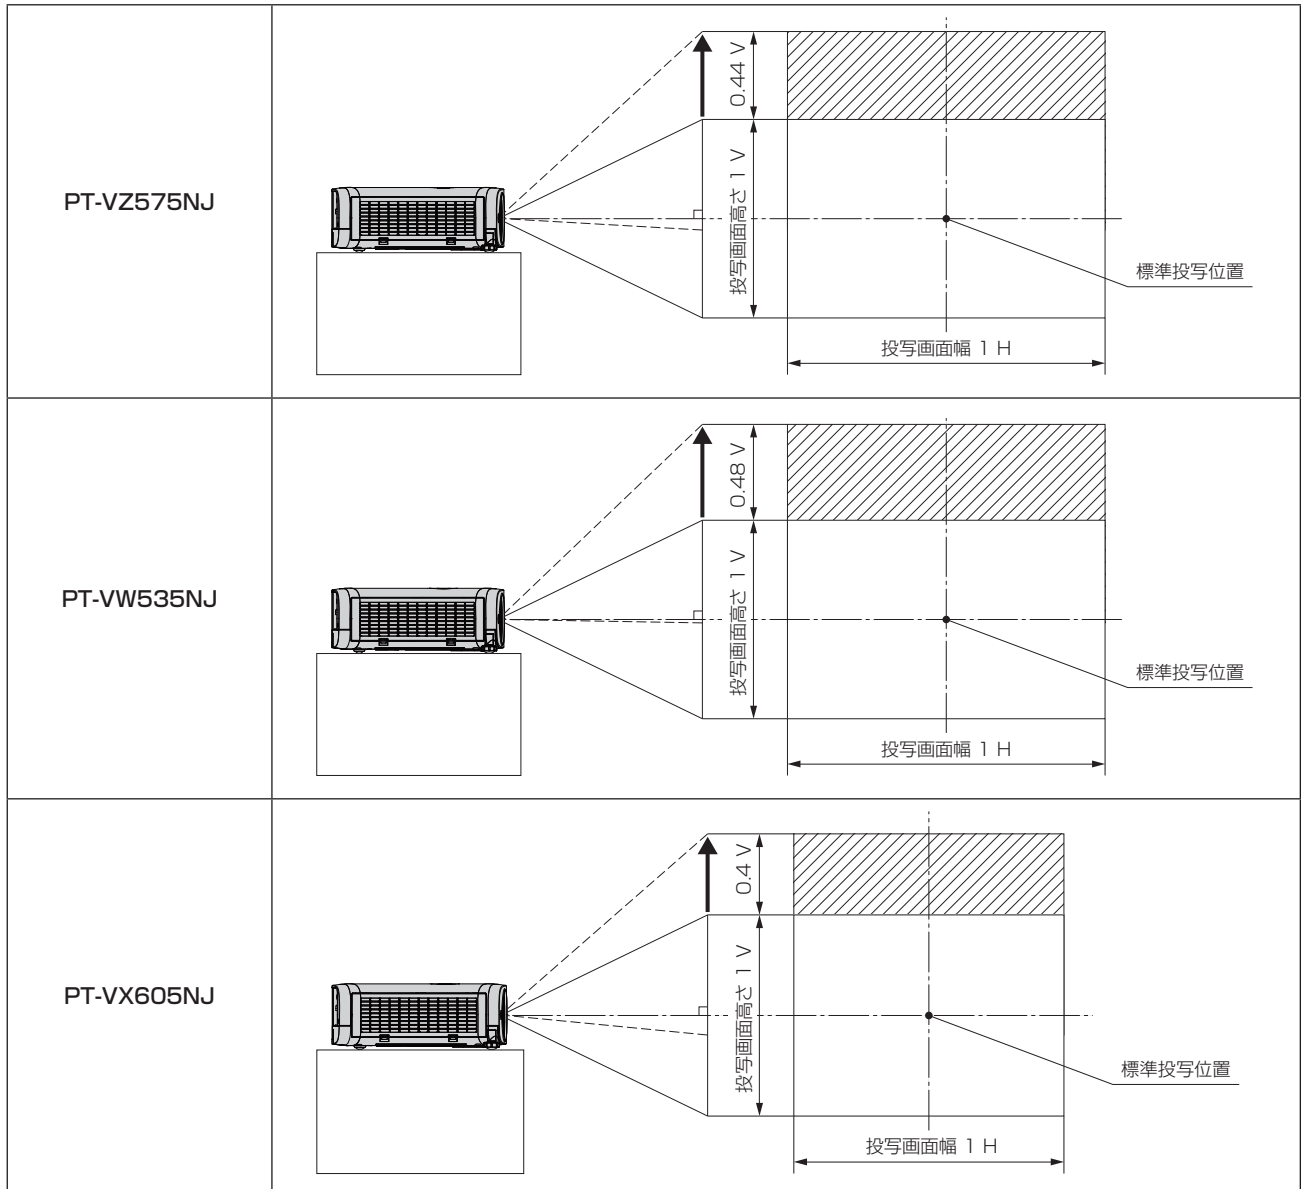 PT-VZ575NJ
0.44 V
投写画面高さ 1 V
標準投写位置
投写画面幅 1 H
PT-VW535NJ
0.48 V
投写画面高さ 1 V
標準投写位置
投写画面幅 1 H
PT-VX605NJ
0.4 V
投写画面高さ 1 V
標準投写位置
投写画面幅 1 H